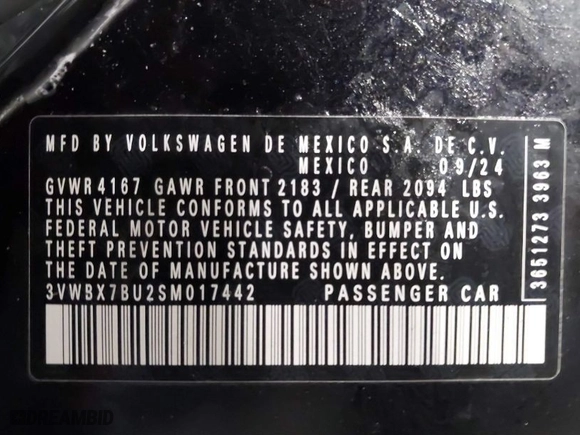 MFD BY VOLKSWAGEN DE MEXICO S.A. DE C.V.
MEXICO 09/24
GVWR 4167 GAWR FRONT 2183 / REAR 2094 LBS
THIS VEHICLE CONFORMS TO ALL APPLICABLE U.S.
FEDERAL MOTOR VEHICLE SAFETY, BUMPER AND
THEFT PREVENTION STANDARDS IN EFFECT ON
THE DATE OF MANUFACTURE SHOWN ABOVE.
3VWBX7BU2SM017442 PASSENGER CAR
3651273 3963 M
DREAMBID